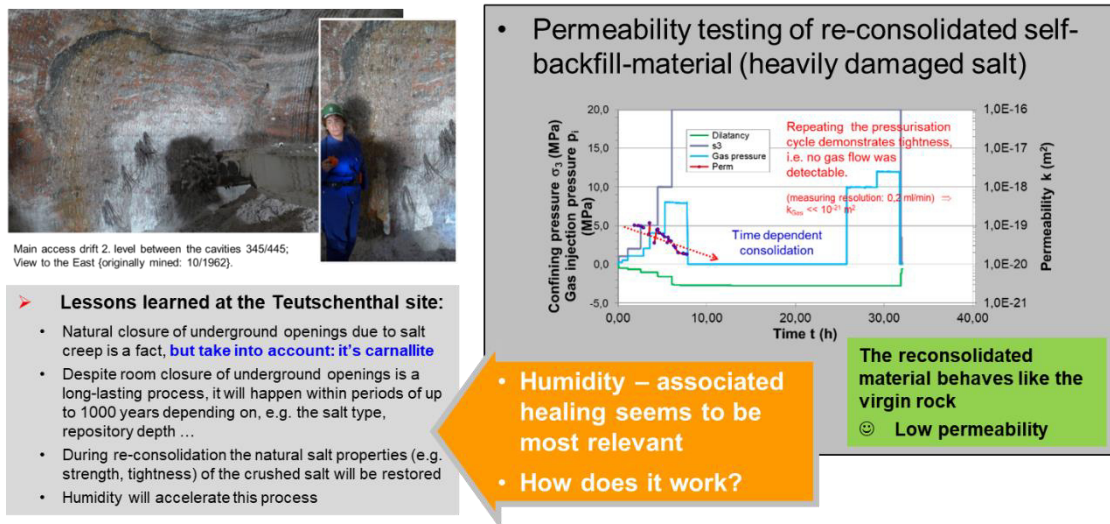 Main access drift 2. level between the cavities 345/445;
View to the East {originally mined: 10/1962}.
➢ Lessons learned at the Teutschenthal site:
• Natural closure of underground openings due to salt
creep is a fact, but take into account: it's carnallite
• Despite room closure of underground openings is a
long-lasting process, it will happen within periods of up
to 1000 years depending on, e.g. the salt type,
repository depth …
• During re-consolidation the natural salt properties (e.g.
strength, tightness) of the crushed salt will be restored
• Humidity will accelerate this process
• Permeability testing of re-consolidated self-
backfill-material (heavily damaged salt)
Confining pressure σ3 (MPa)
Gas injection pressure pi
(MPa)
20,0
15,0
10,0
5,0
0,0
-5,0
Dilatancy
s3
Gas pressure
Perm
Repeating the pressurisation
cycle demonstrates tightness,
i.e. no gas flow was
detectable.
(measuring resolution: 0,2 ml/min) ⇒
kGas << 10⁻²¹ m²
Time dependent
consolidation
1,0E-16
1,0E-17
1,0E-18
1,0E-19
1,0E-20
1,0E-21
Permeability k (m²)
0,00 10,00 20,00 30,00 40,00
Time t (h)
• Humidity – associated
healing seems to be
most relevant
• How does it work?
The reconsolidated
material behaves like the
virgin rock
☺ Low permeability